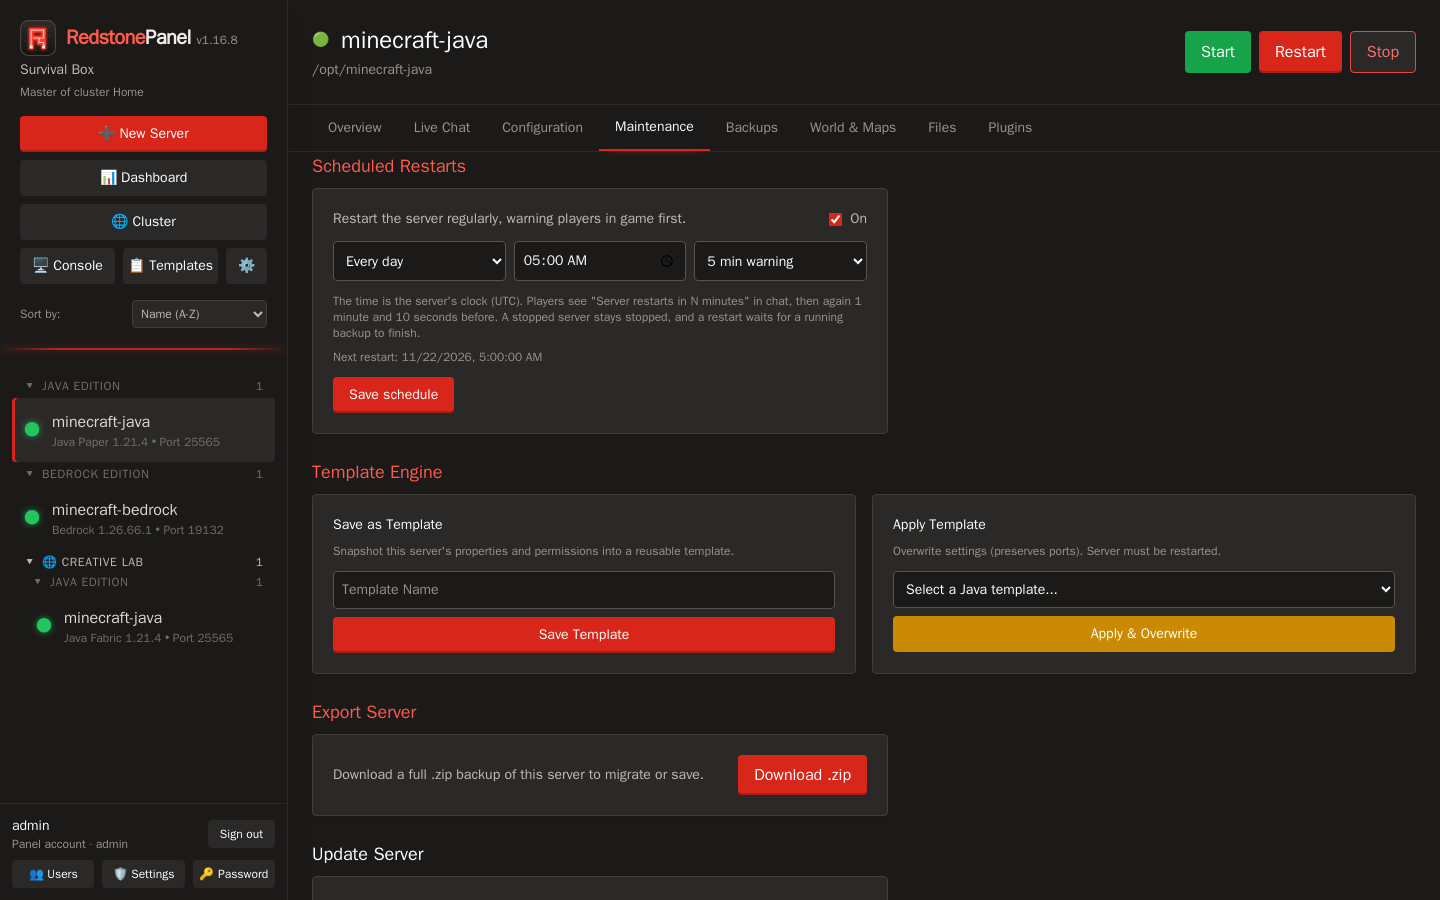 RedstonePanel v1.16.8
Survival Box
Master of cluster Home
New Server
Dashboard
Cluster
Console
Templates
Sort by:
Name (A-Z)
JAVA EDITION 1
minecraft-java
Java Paper 1.21.4 • Port 25565
BEDROCK EDITION 1
minecraft-bedrock
Bedrock 1.26.66.1 • Port 19132
CREATIVE LAB 1
JAVA EDITION 1
minecraft-java
Java Fabric 1.21.4 • Port 25565
admin
Panel account · admin
Sign out
Users
Settings
Password
minecraft-java
/opt/minecraft-java
Start
Restart
Stop
Overview
Live Chat
Configuration
Maintenance
Backups
World & Maps
Files
Plugins
Scheduled Restarts
Restart the server regularly, warning players in game first.
On
Every day
05:00 AM
5 min warning
The time is the server's clock (UTC). Players see "Server restarts in N minutes" in chat, then again 1
minute and 10 seconds before. A stopped server stays stopped, and a restart waits for a running
backup to finish.
Next restart: 11/22/2026, 5:00:00 AM
Save schedule
Template Engine
Save as Template
Snapshot this server's properties and permissions into a reusable template.
Template Name
Save Template
Apply Template
Overwrite settings (preserves ports). Server must be restarted.
Select a Java template...
Apply & Overwrite
Export Server
Download a full .zip backup of this server to migrate or save.
Download .zip
Update Server